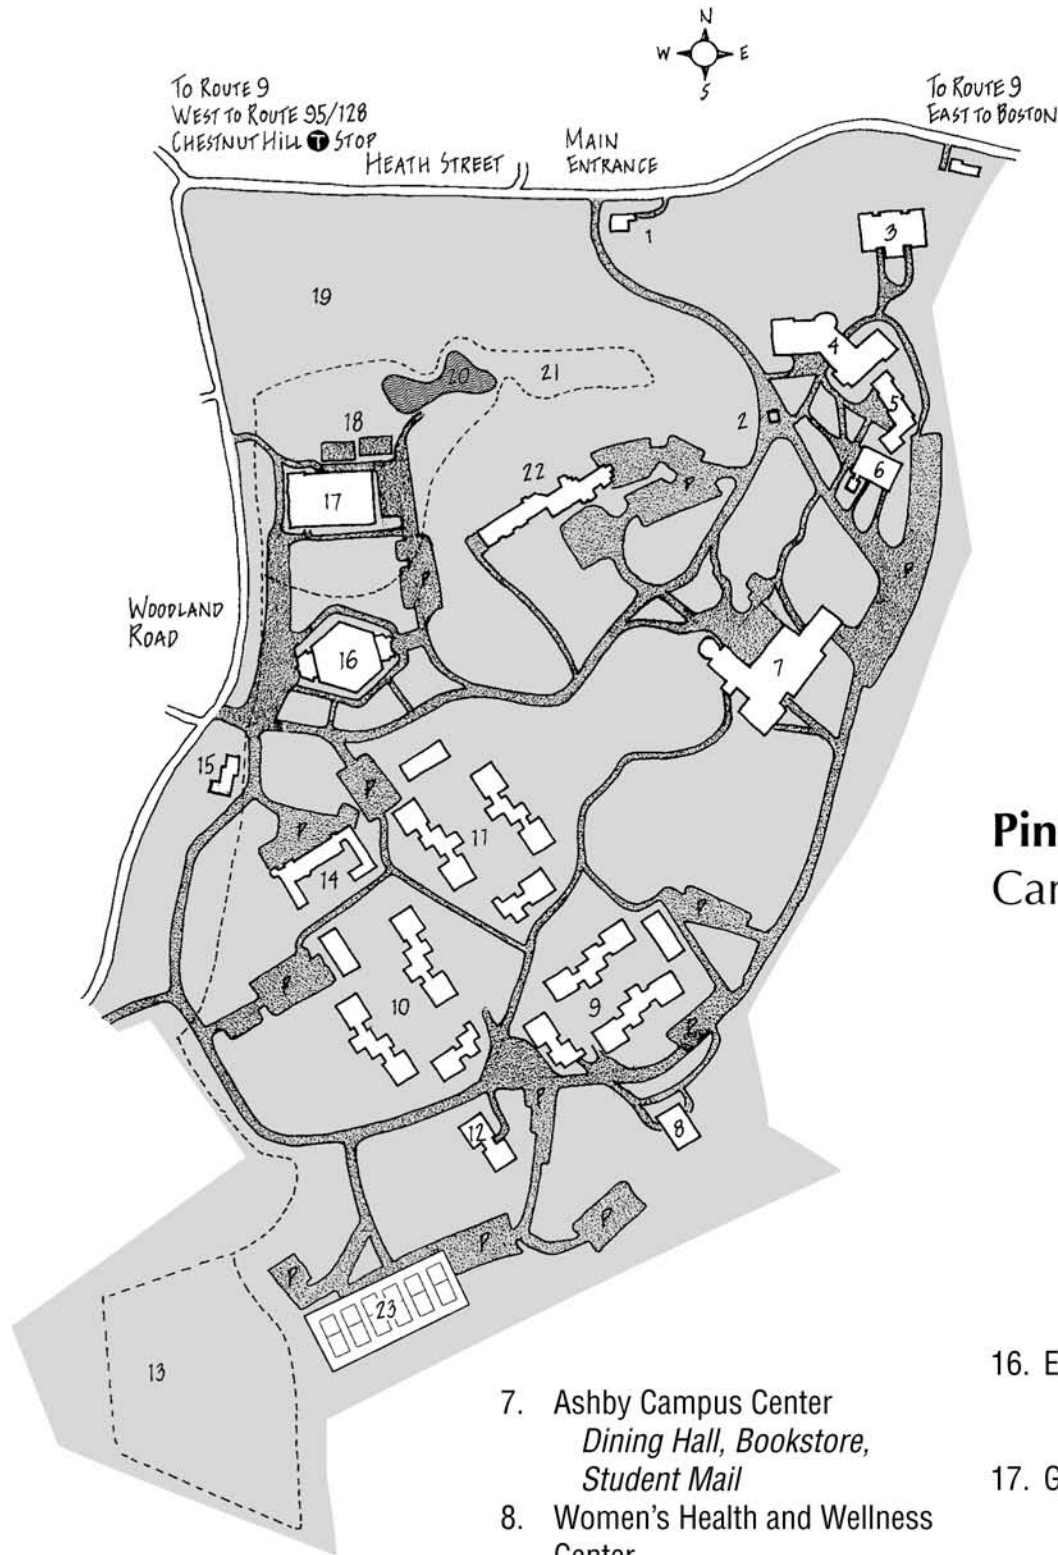 N
W E
S
To Route 9
West to Route 95/128
Chestnut Hill T Stop
Heath Street
Main
Entrance
To Route 9
East to Boston
1
3
19
4
20
21
5
2
18
6
22
17
P
P
P
Woodland
Road
16
7
15
P
11
P
14
Pin
Car
P
P
10
9
P
P
12
8
P
P
P
23
13
7. Ashby Campus Center
Dining Hall, Bookstore,
Student Mail
8. Women's Health and Wellness
Center
16. E
17. G